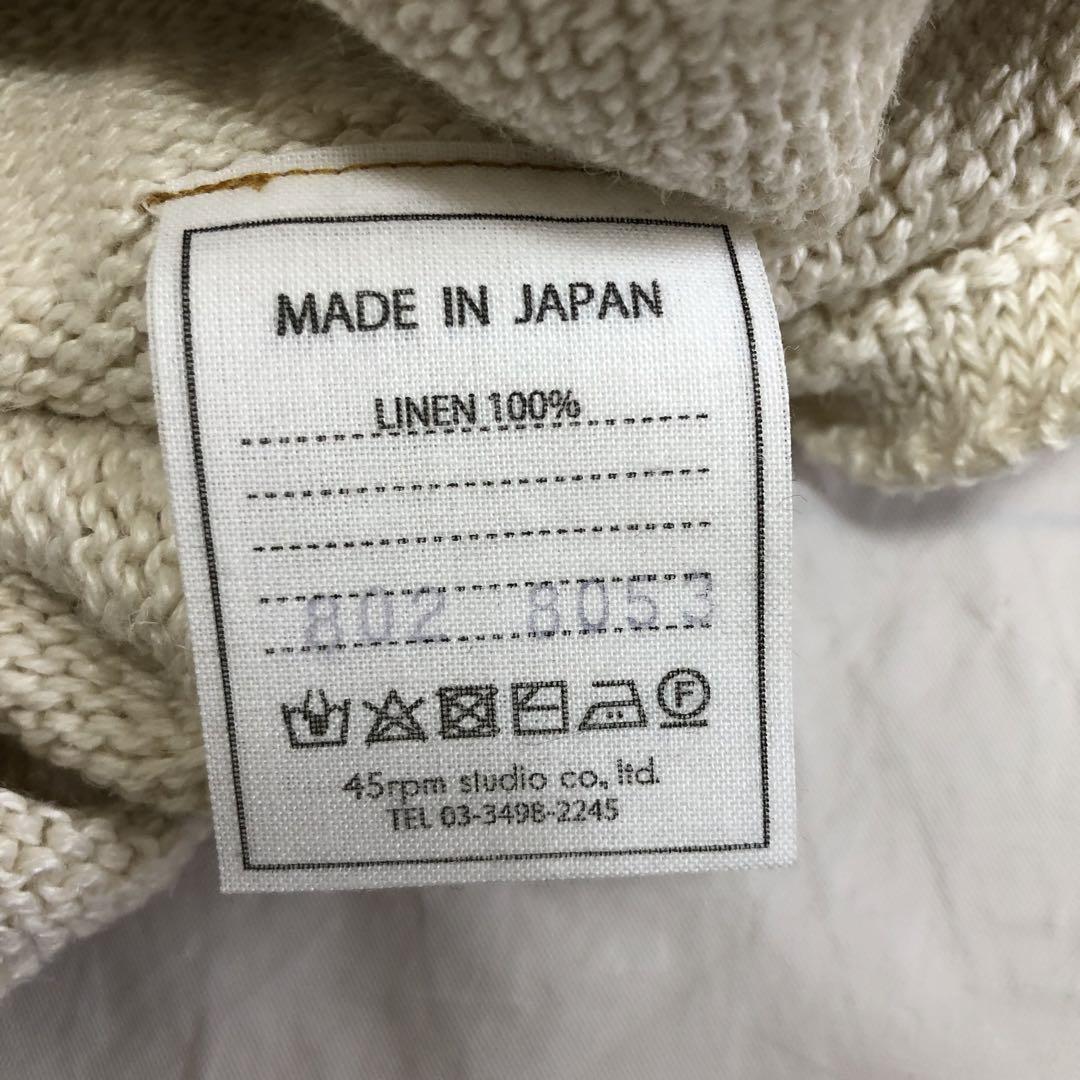 MADE IN JAPAN
LINEN 100%
802 8053
F
45rpm studio co., ltd.
TEL 03-3498-2245